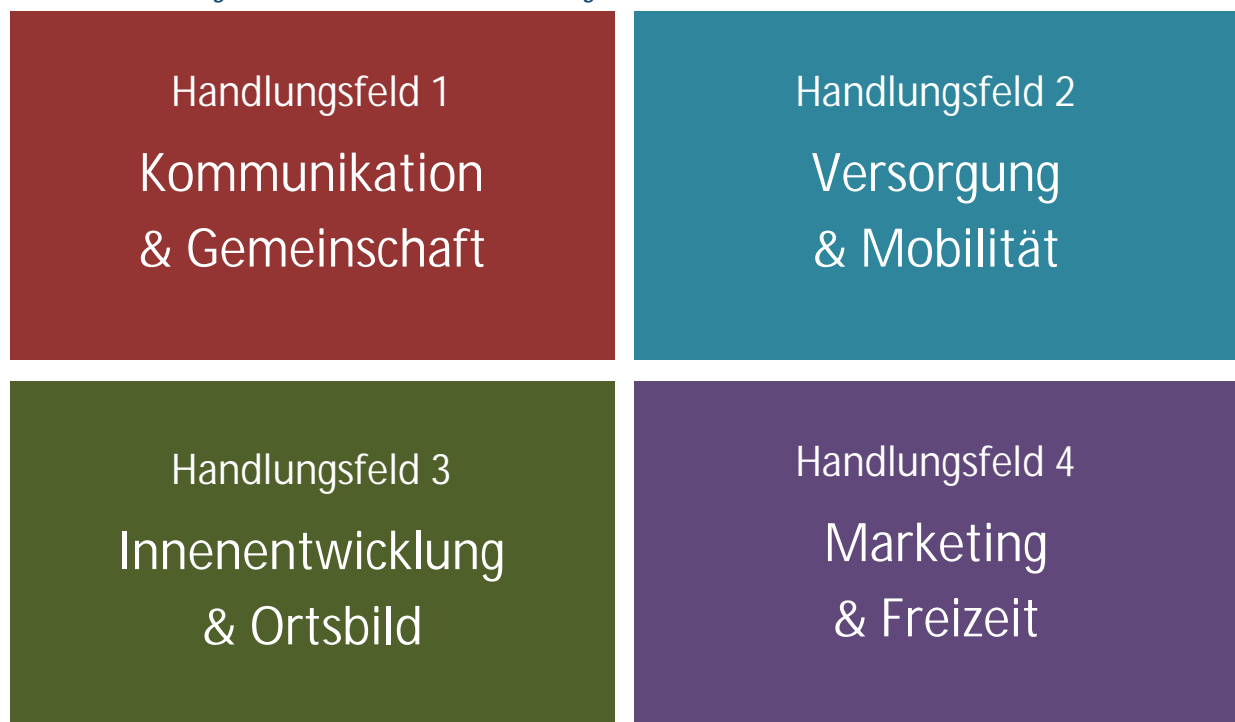 Handlungsfeld 1
Kommunikation
& Gemeinschaft
Handlungsfeld 2
Versorgung
& Mobilität
Handlungsfeld 3
Innenentwicklung
& Ortsbild
Handlungsfeld 4
Marketing
& Freizeit